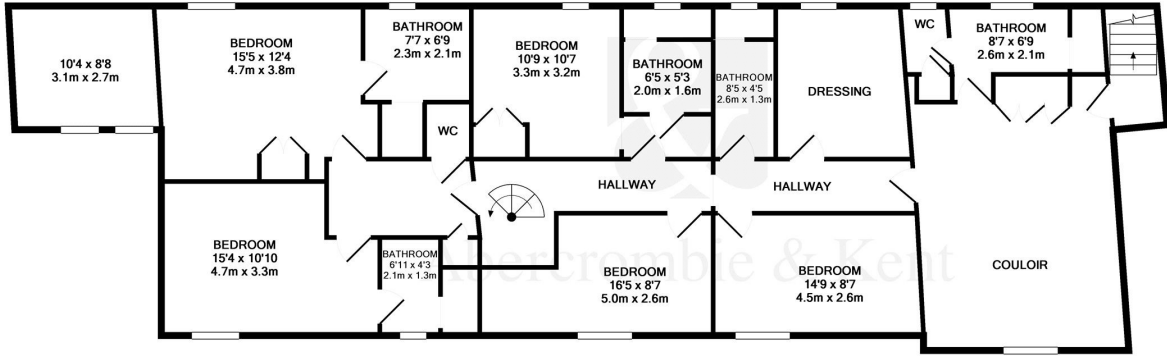 10'4 x 8'8
3.1m x 2.7m
BEDROOM
15'5 x 12'4
4.7m x 3.8m
BATHROOM
7'7 x 6'9
2.3m x 2.1m
WC
BEDROOM
10'9 x 10'7
3.3m x 3.2m
BATHROOM
6'5 x 5'3
2.0m x 1.6m
BATHROOM
8'5 x 4'5
2.6m x 1.3m
DRESSING
WC
BATHROOM
8'7 x 6'9
2.6m x 2.1m
HALLWAY
HALLWAY
BEDROOM
15'4 x 10'10
4.7m x 3.3m
BATHROOM
6'11 x 4'3
2.1m x 1.3m
BEDROOM
16'5 x 8'7
5.0m x 2.6m
BEDROOM
14'9 x 8'7
4.5m x 2.6m
COULOIR
Abercrombie & Kent